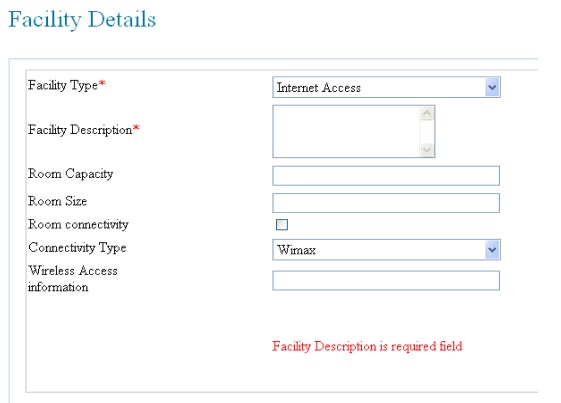 Facility Details
Facility Type*
Internet Access
Facility Description*
Room Capacity
Room Size
Room connectivity
Connectivity Type
Wimax
Wireless Access
information
Facility Description is required field